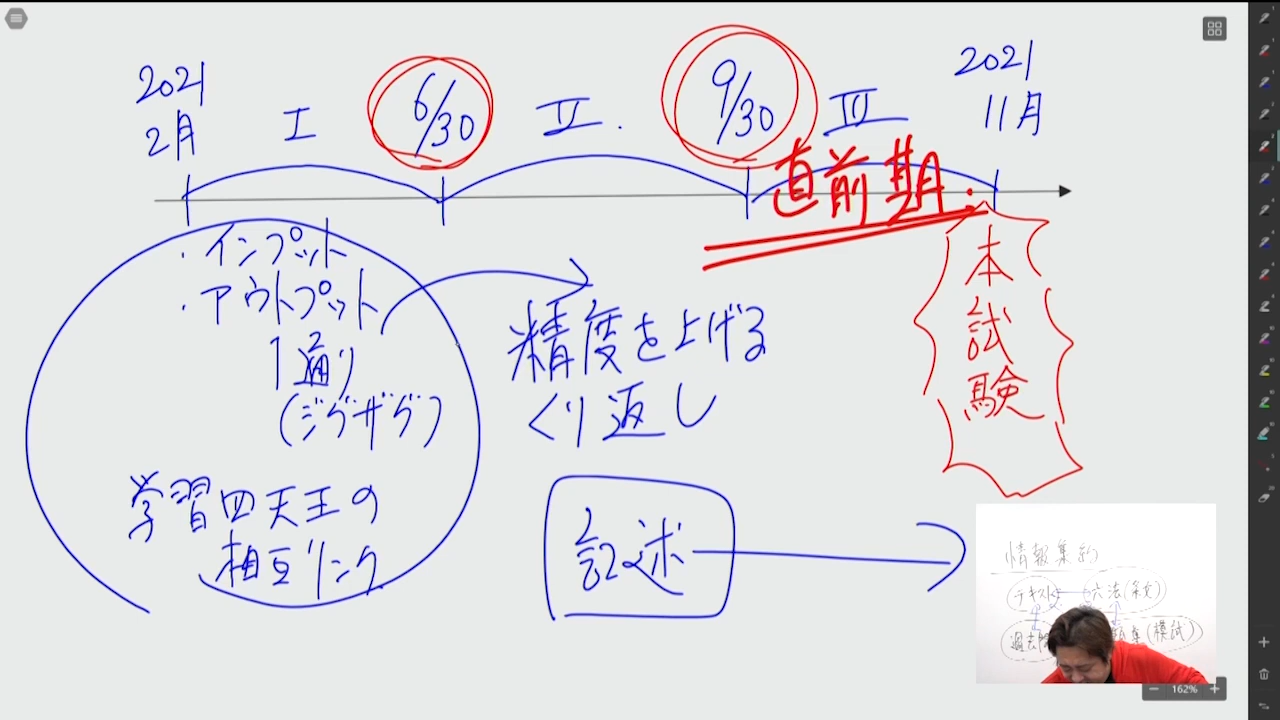 2021
2月
I
6/30
II.
9/30
III
2021
11月
直前期:
・インプット
・アウトプット
1通り
(ジグザグ)
学習四天王の
相互リンク
精度を上げる
くり返し
記述
本試験
情報集約
テキスト
六法(条文)
過去問
集(模試)
162%